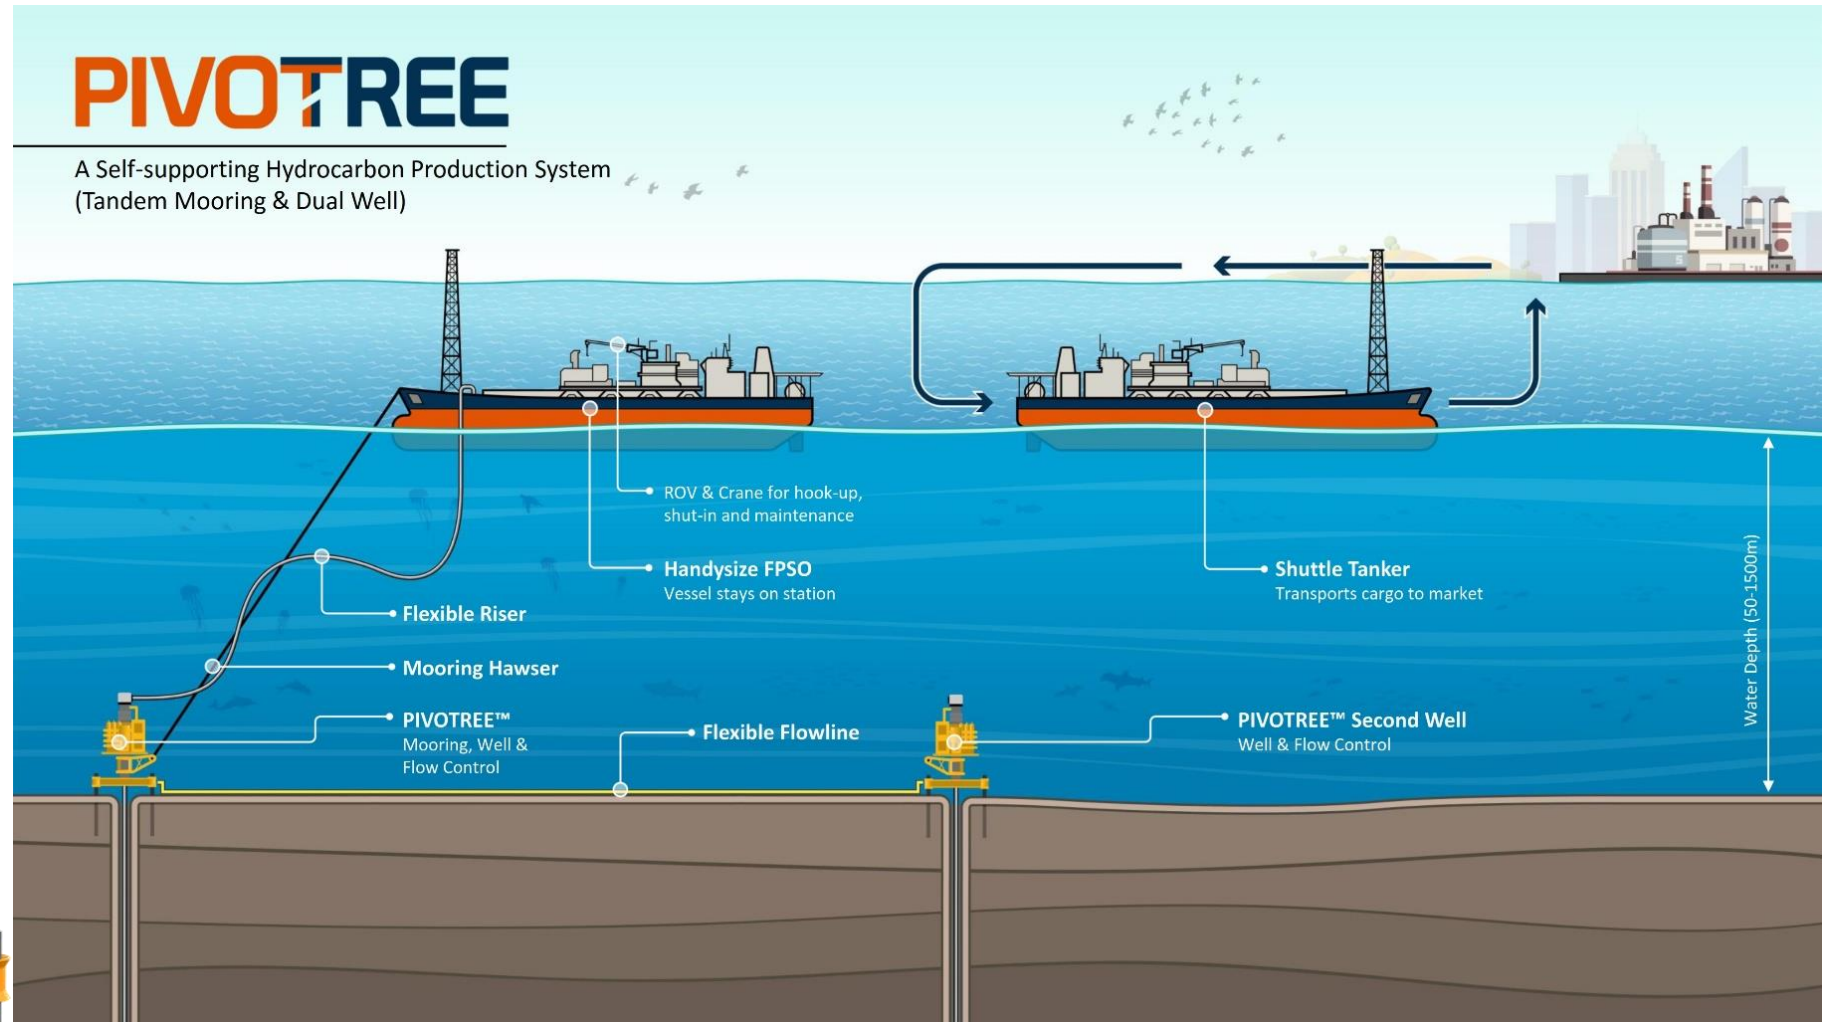 PIVOTREE
A Self-supporting Hydrocarbon Production System
(Tandem Mooring & Dual Well)
ROV & Crane for hook-up,
shut-in and maintenance
Handysize FPSO
Vessel stays on station
Shuttle Tanker
Transports cargo to market
Flexible Riser
Mooring Hawser
PIVOTREE™
Mooring, Well &
Flow Control
Flexible Flowline
PIVOTREE™ Second Well
Well & Flow Control
Water Depth (50-1500m)